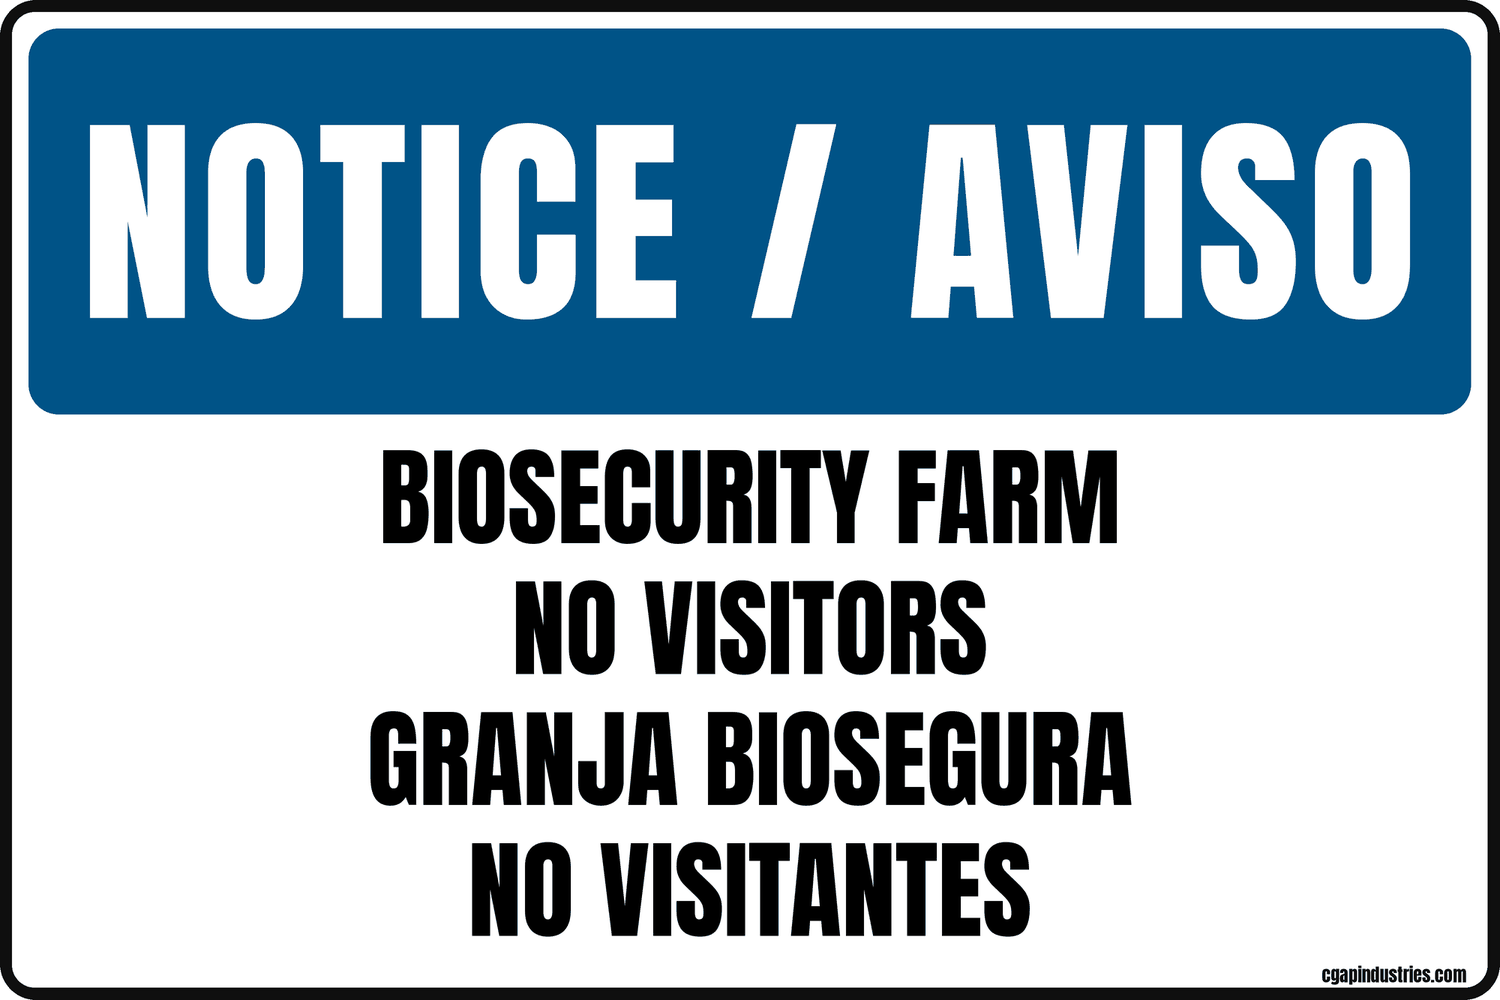 NOTICE / AVISO
BIOSECURITY FARM
NO VISITORS
GRANJA BIOSEGURA
NO VISITANTES
cgapindustries.com